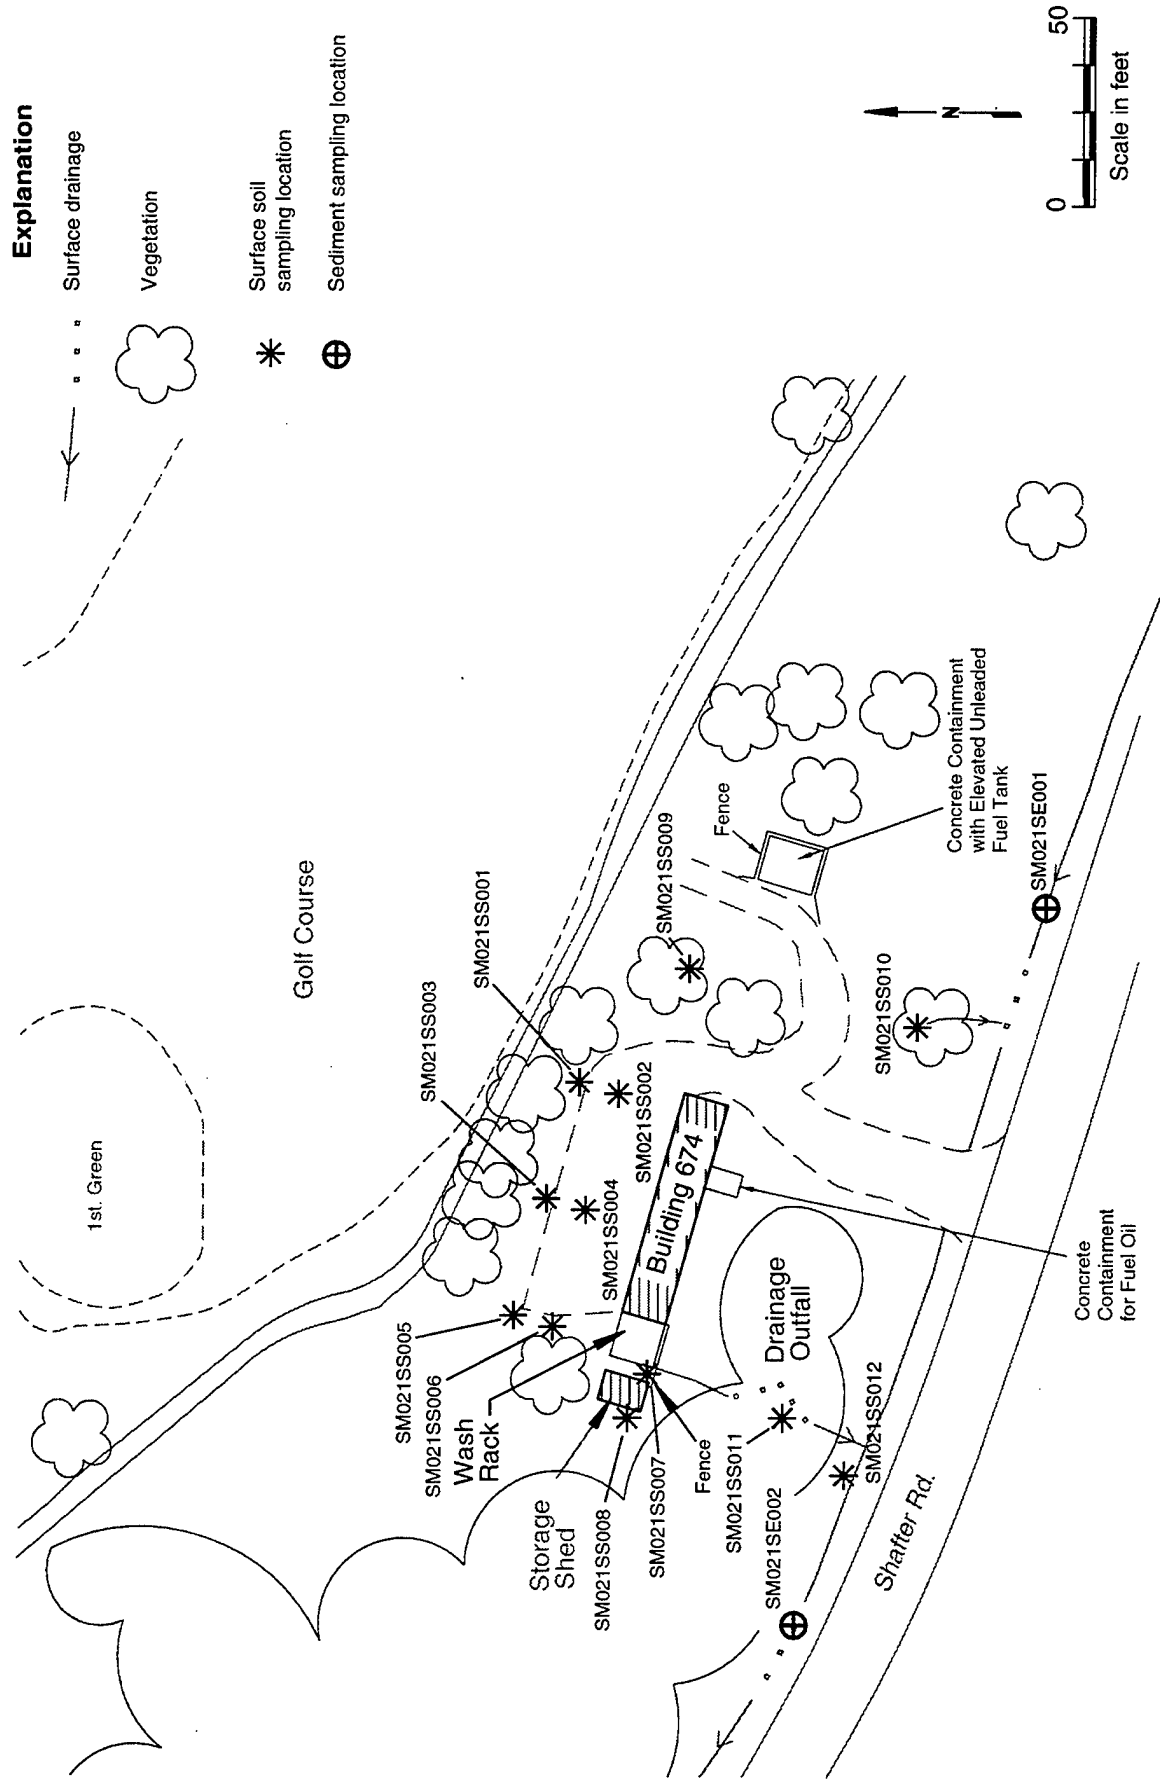 Explanation
Surface drainage
Vegetation
Surface soil
sampling location
Sediment sampling location
N
0
50
Scale in feet
1st. Green
Golf Course
SM021SS003
SM021SS001
SM021SS009
Fence
Concrete Containment
with Elevated Unleaded
Fuel Tank
SM021SE001
SM021SS010
SM021SS002
SM021SS004
Building 674
SM021SS005
SM021SS006
Wash
Rack
Storage
Shed
SM021SS008
SM021SS007
Fence
SM021SS011
Drainage
Outfall
SM021SS012
SM021SE002
Shafter Rd.
Concrete
Containment
for Fuel Oil